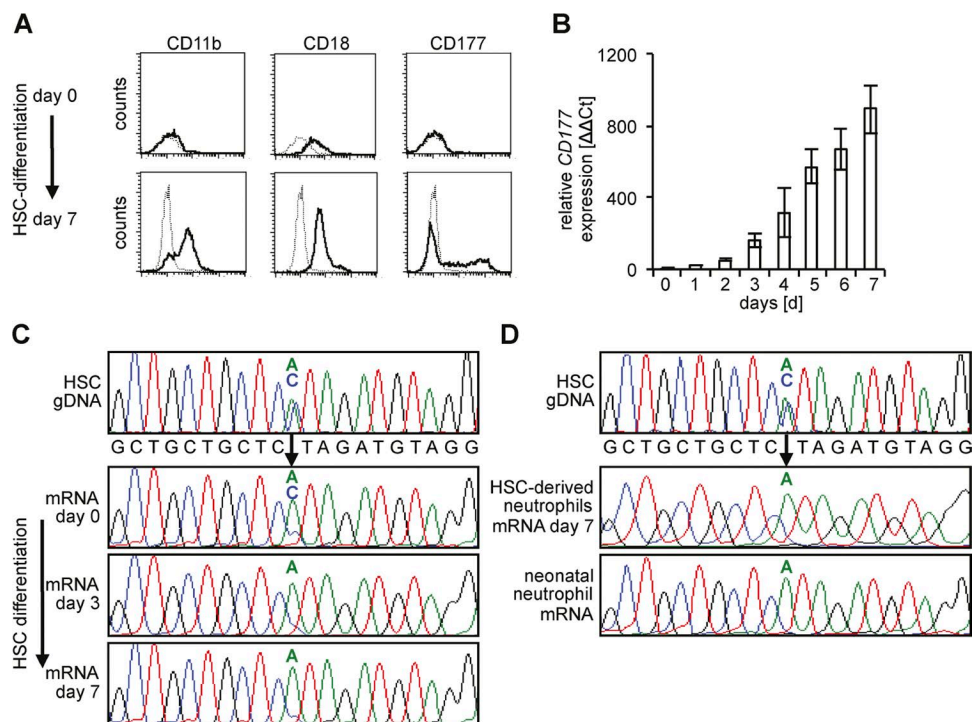 A
CD11b CD18 CD177
HSC-differentiation
day 0
day 7
counts
counts
B
relative CD177
expression [ΔΔCt]
1200
800
400
0
0 1 2 3 4 5 6 7
days [d]
C
HSC
gDNA
A
C
G C T G C T G C T C T A G A T G T A G G
HSC differentiation
mRNA
day 0
A
C
mRNA
day 3
A
mRNA
day 7
A
D
HSC
gDNA
A
C
G C T G C T G C T C T A G A T G T A G G
HSC-derived
neutrophils
mRNA day 7
A
neonatal
neutrophil
mRNA
A